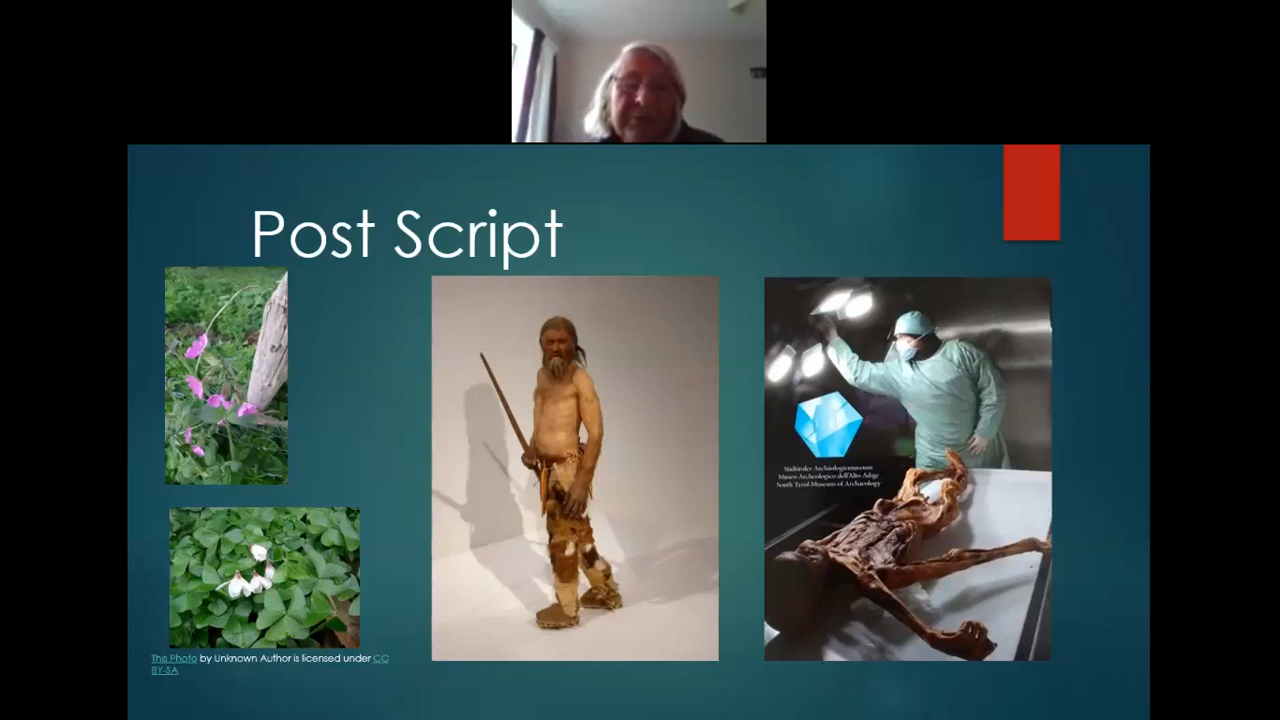 Post Script
Südtiroler Archäologiemuseum
Museo Archeologico dell'Alto Adige
South Tyrol Museum of Archaeology
This Photo by Unknown Author is licensed under CC
BY-SA